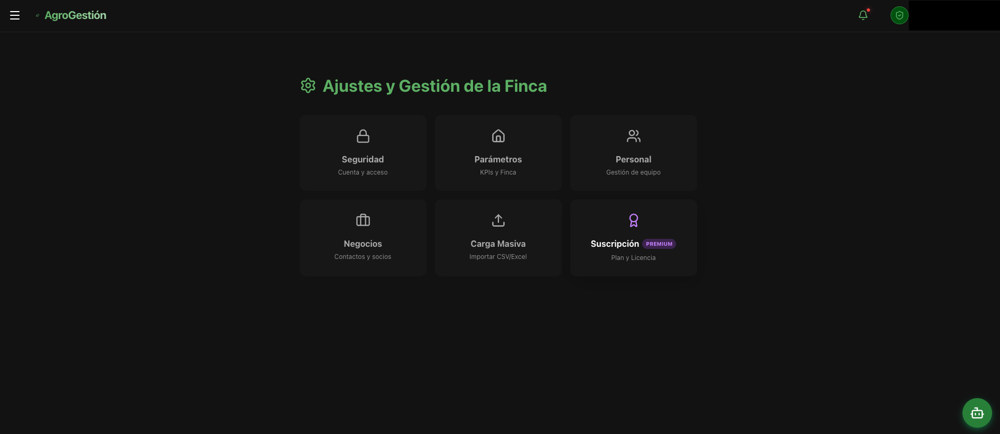 AgroGestión
Ajustes y Gestión de la Finca
Seguridad
Cuenta y acceso
Parámetros
KPIs y Finca
Personal
Gestión de equipo
Negocios
Contactos y socios
Carga Masiva
Importar CSV/Excel
Suscripción PREMIUM
Plan y Licencia